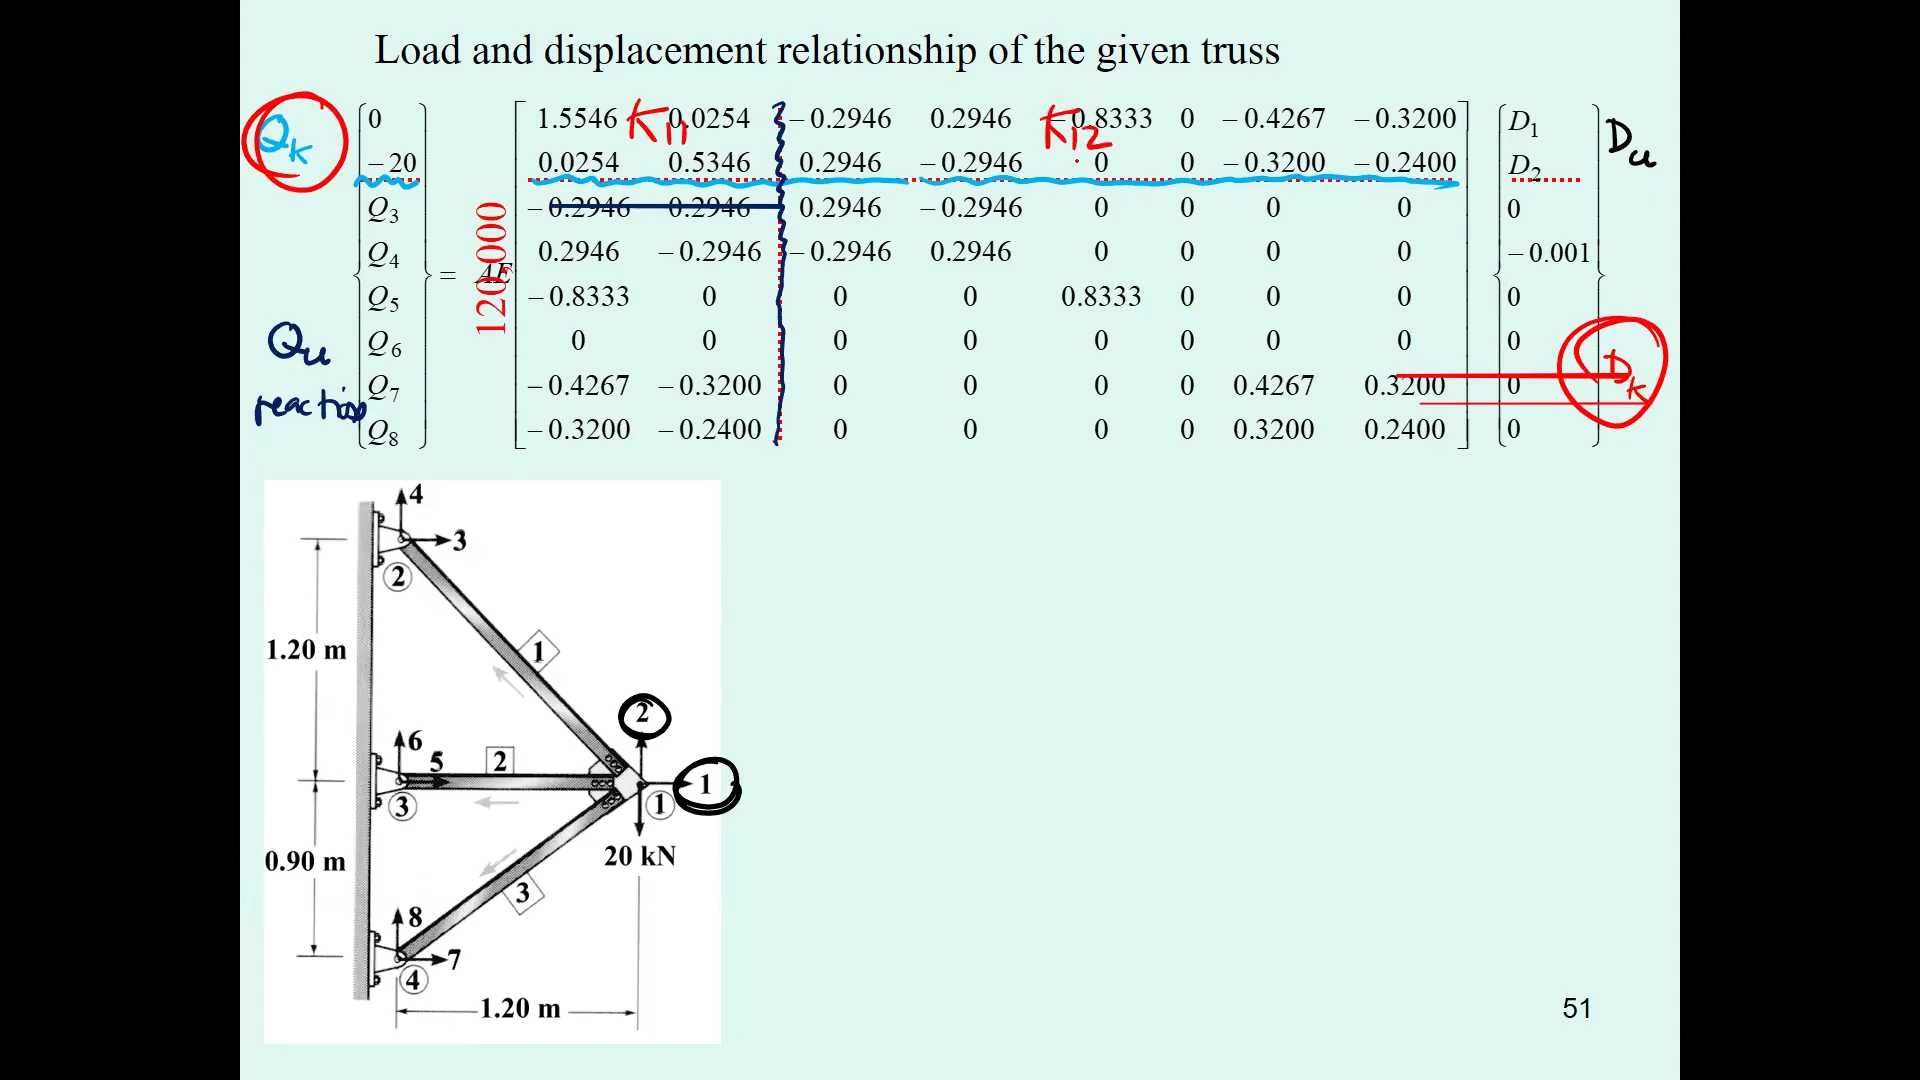 Load and displacement relationship of the given truss
Qk 0 1.5546 K11 0.0254 −0.2946 0.2946 K12 −0.8333 0 −0.4267 −0.3200 D1 Du
−20 0.0254 0.5346 0.2946 −0.2946 0 0 −0.3200 −0.2400 D2
Q3 −0.2946 0.2946 0.2946 −0.2946 0 0 0 0 0
Q4 0.2946 −0.2946 −0.2946 0.2946 0 0 0 0 −0.001
= AE 120,000
Q5 −0.8333 0 0 0 0.8333 0 0 0 0
Qu Q6 0 0 0 0 0 0 0 0 0
Dk
reactions Q7 −0.4267 −0.3200 0 0 0 0 0.4267 0.3200 0
Q8 −0.3200 −0.2400 0 0 0 0 0.3200 0.2400 0
4
3
2
1.20 m
1
2
6
5
2
1
3
1
20 kN
0.90 m
3
8
7
4
1.20 m
51